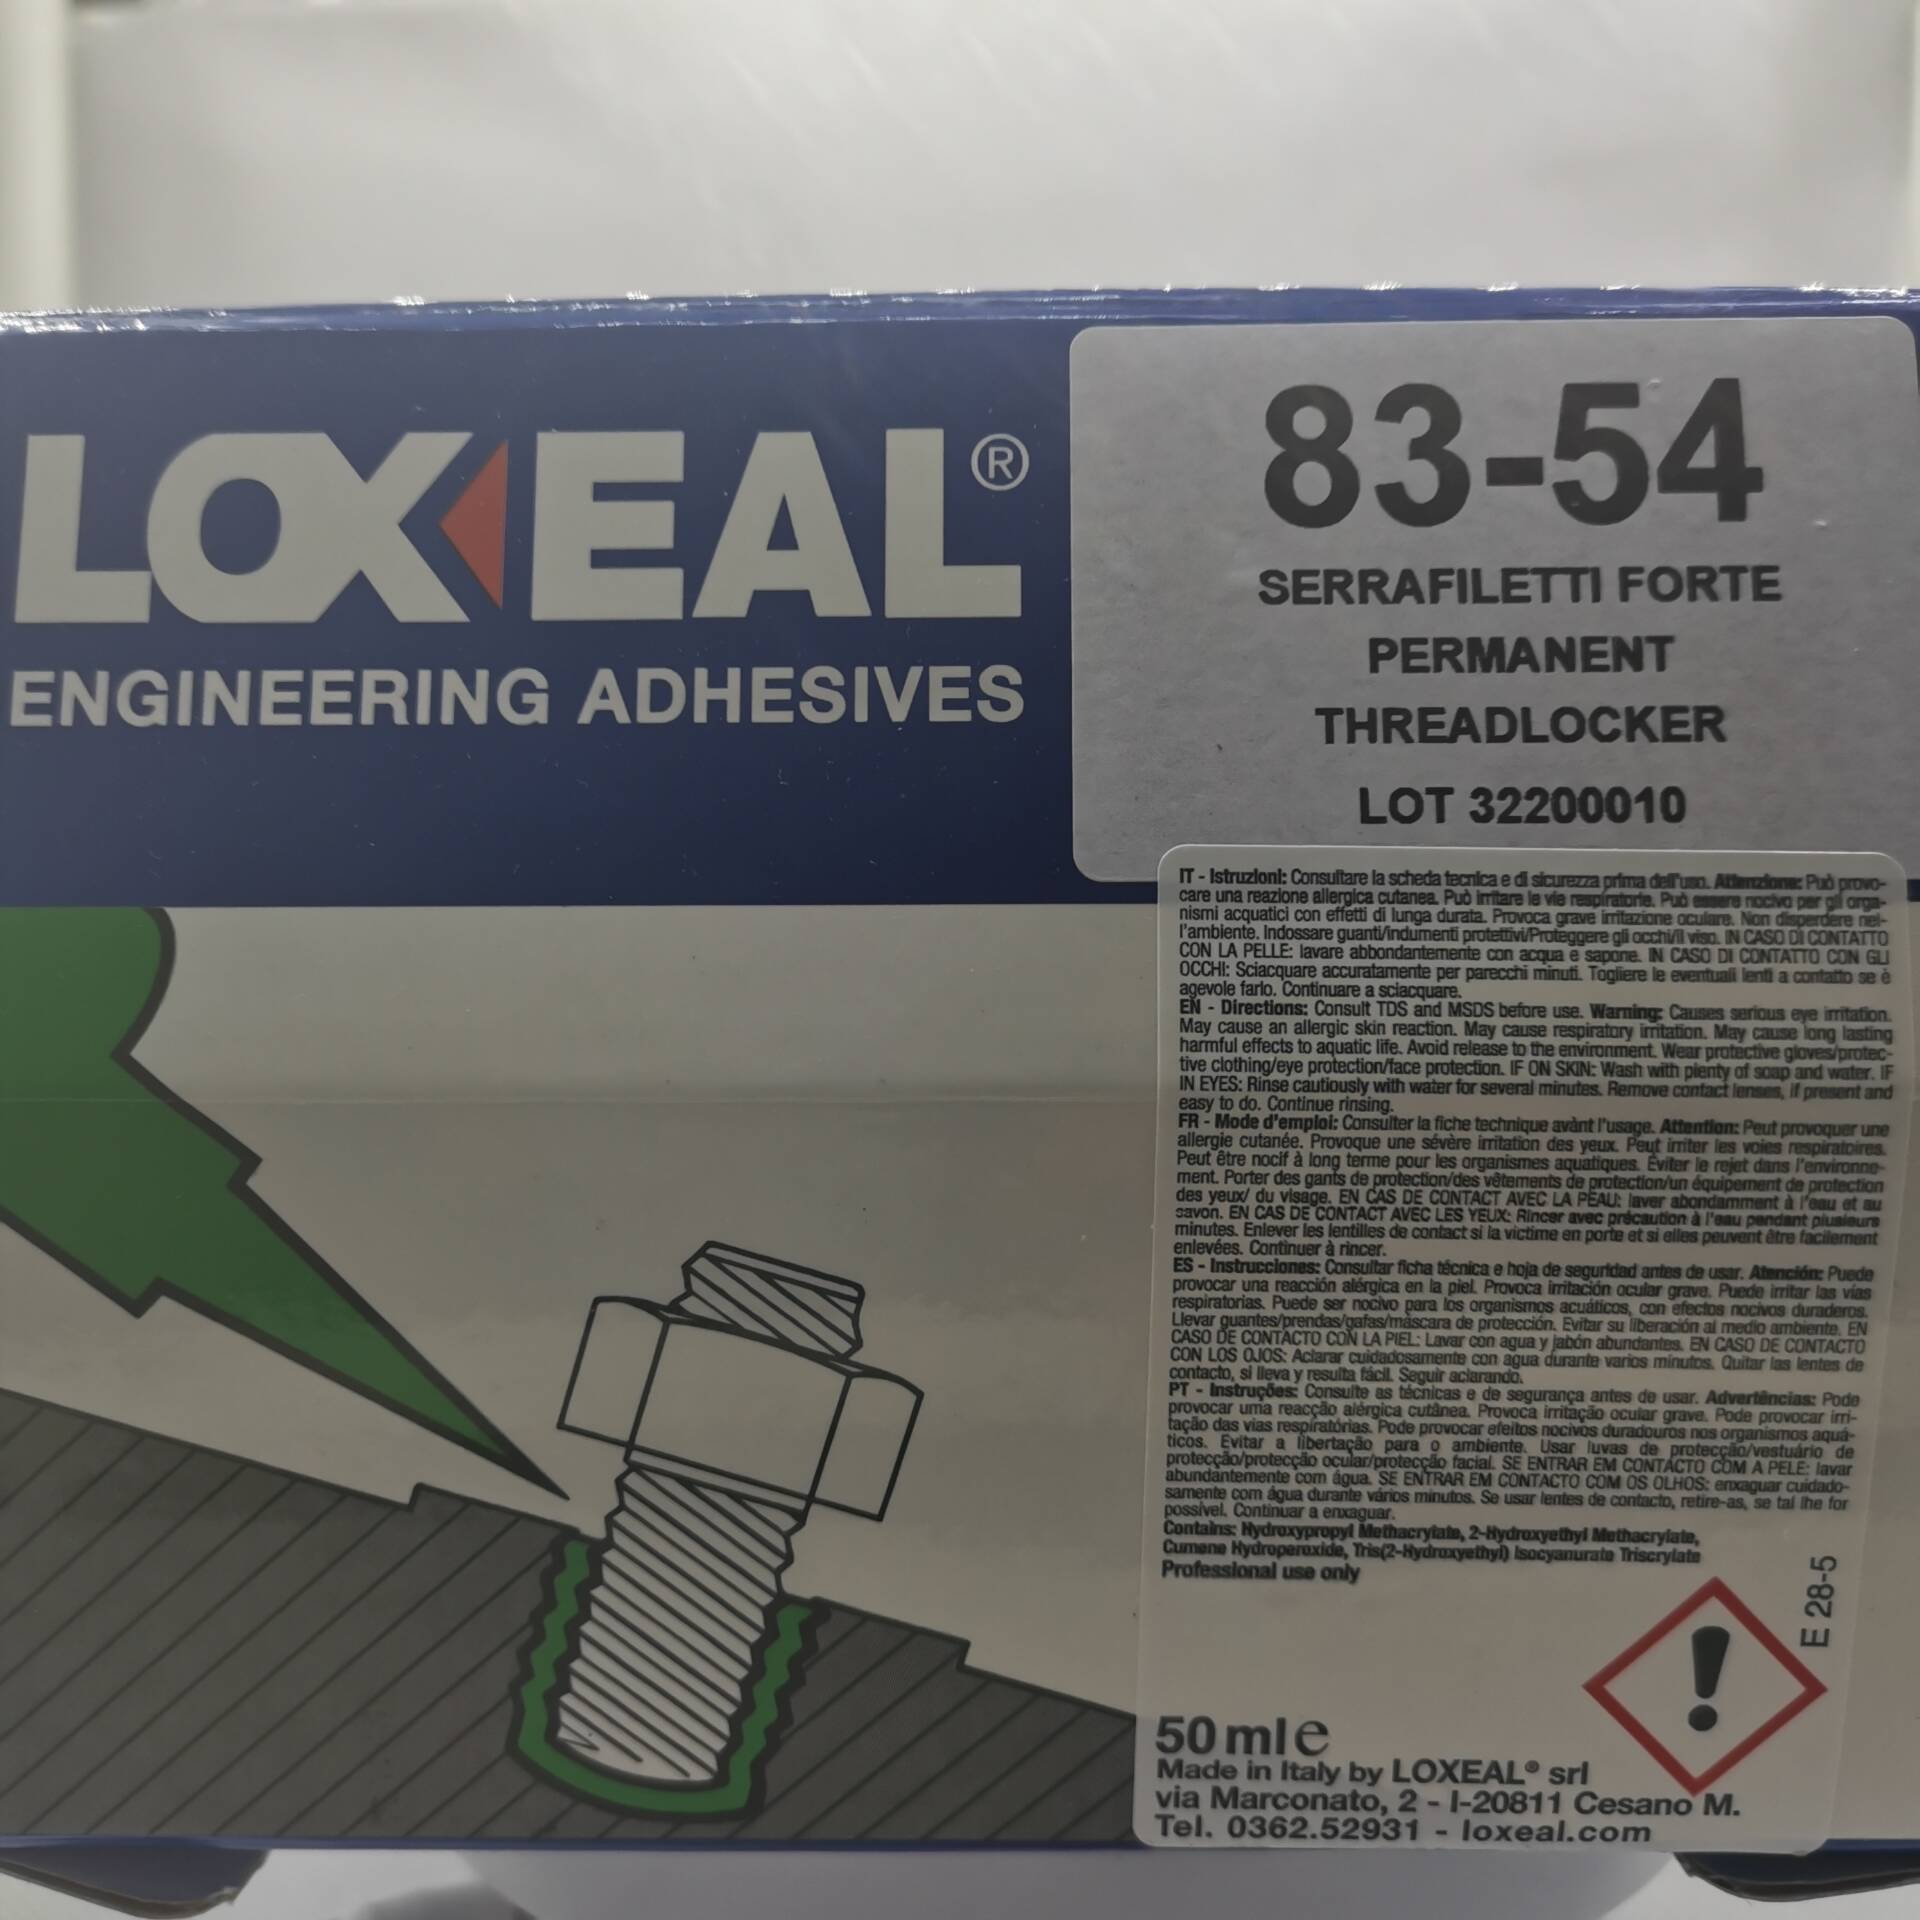 LOXEAL®
ENGINEERING ADHESIVES
83-54
SERRAFILETTI FORTE
PERMANENT
THREADLOCKER
LOT 32200010
IT - Istruzioni: Consultare la scheda tecnica e di sicurezza prima dell'uso. Attenzione: Può provo-
care una reazione allergica cutanea. Può irritare le vie respiratorie. Può essere nocivo per gli orga-
nismi acquatici con effetti di lunga durata. Provoca grave irritazione oculare. Non disperdere nel-
l'ambiente. Indossare guanti/indumenti protettivi/Proteggere gli occhi/il viso. IN CASO DI CONTATTO
CON LA PELLE: lavare abbondantemente con acqua e sapone. IN CASO DI CONTATTO CON GLI
OCCHI: Sciacquare accuratamente per parecchi minuti. Togliere le eventuali lenti a contatto se è
agevole farlo. Continuare a sciacquare.
EN - Directions: Consult TDS and MSDS before use. Warning: Causes serious eye irritation.
May cause an allergic skin reaction. May cause respiratory irritation. May cause long lasting
harmful effects to aquatic life. Avoid release to the environment. Wear protective gloves/protec-
tive clothing/eye protection/face protection. IF ON SKIN: Wash with plenty of soap and water. IF
IN EYES: Rinse cautiously with water for several minutes. Remove contact lenses, if present and
easy to do. Continue rinsing.
FR - Mode d'emploi: Consulter la fiche technique avànt l'usage. Attention: Peut provoquer une
allergie cutanée. Provoque une sévère irritation des yeux. Peut irriter les voies respiratoires.
Peut être nocif à long terme pour les organismes aquatiques. Éviter le rejet dans l'environne-
ment. Porter des gants de protection/des vêtements de protection/un équipement de protection
des yeux/ du visage. EN CAS DE CONTACT AVEC LA PEAU: laver abondamment à l'eau et au
savon. EN CAS DE CONTACT AVEC LES YEUX: Rincer avec précaution à l'eau pendant plusieurs
minutes. Enlever les lentilles de contact si la victime en porte et si elles peuvent être facilement
enlevées. Continuer à rincer.
ES - Instrucciones: Consultar ficha técnica e hoja de seguridad antes de usar. Atención: Puede
provocar una reacción alérgica en la piel. Provoca irritación ocular grave. Puede irritar las vías
respiratorias. Puede ser nocivo para los organismos acuáticos, con efectos nocivos duraderos.
Llevar guantes/prendas/gafas/máscara de protección. Evitar su liberación al medio ambiente. EN
CASO DE CONTACTO CON LA PIEL: Lavar con agua y jabón abundantes. EN CASO DE CONTACTO
CON LOS OJOS: Aclarar cuidadosamente con agua durante varios minutos. Quitar las lentes de
contacto, si lleva y resulta fácil. Seguir aclarando.
PT - Instruções: Consulte as técnicas e de segurança antes de usar. Advertências: Pode
provocar uma reacção alérgica cutânea. Provoca irritação ocular grave. Pode provocar irri-
tação das vias respiratórias. Pode provocar efeitos nocivos duradouros nos organismos aquá-
ticos. Evitar a libertação para o ambiente. Usar luvas de protecção/vestuário de
protecção/protecção ocular/protecção facial. SE ENTRAR EM CONTACTO COM A PELE: lavar
abundantemente com água. SE ENTRAR EM CONTACTO COM OS OLHOS: enxaguar cuidado-
samente com água durante vários minutos. Se usar lentes de contacto, retire-as, se tal lhe for
possível. Continuar a enxaguar.
Contains: Hydroxypropyl Methacrylate, 2-Hydroxyethyl Methacrylate,
Cumene Hydroperoxide, Tris(2-Hydroxyethyl) Isocyanurate Triacrylate
Professional use only
E 28-5
50 ml e
Made in Italy by LOXEAL® srl
via Marconato, 2 - I-20811 Cesano M.
Tel. 0362.52931 - loxeal.com